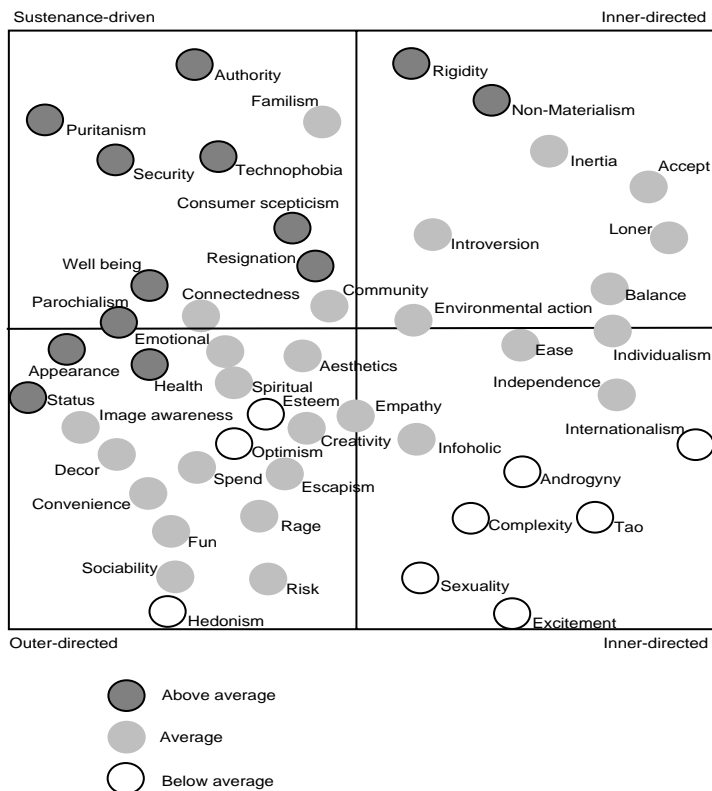 Sustenance-driven
Inner-directed
Authority
Rigidity
Familism
Non-Materialism
Puritanism
Inertia
Security
Technophobia
Accept
Consumer scepticism
Introversion
Loner
Resignation
Well being
Connectedness
Community
Balance
Parochialism
Environmental action
Emotional
Ease
Individualism
Appearance
Health
Aesthetics
Spiritual
Independence
Status
Esteem
Empathy
Image awareness
Internationalism
Optimism
Creativity
Infoholic
Decor
Spend
Escapism
Androgyny
Convenience
Rage
Complexity
Tao
Fun
Sociability
Risk
Sexuality
Hedonism
Excitement
Outer-directed
Inner-directed
Above average
Average
Below average